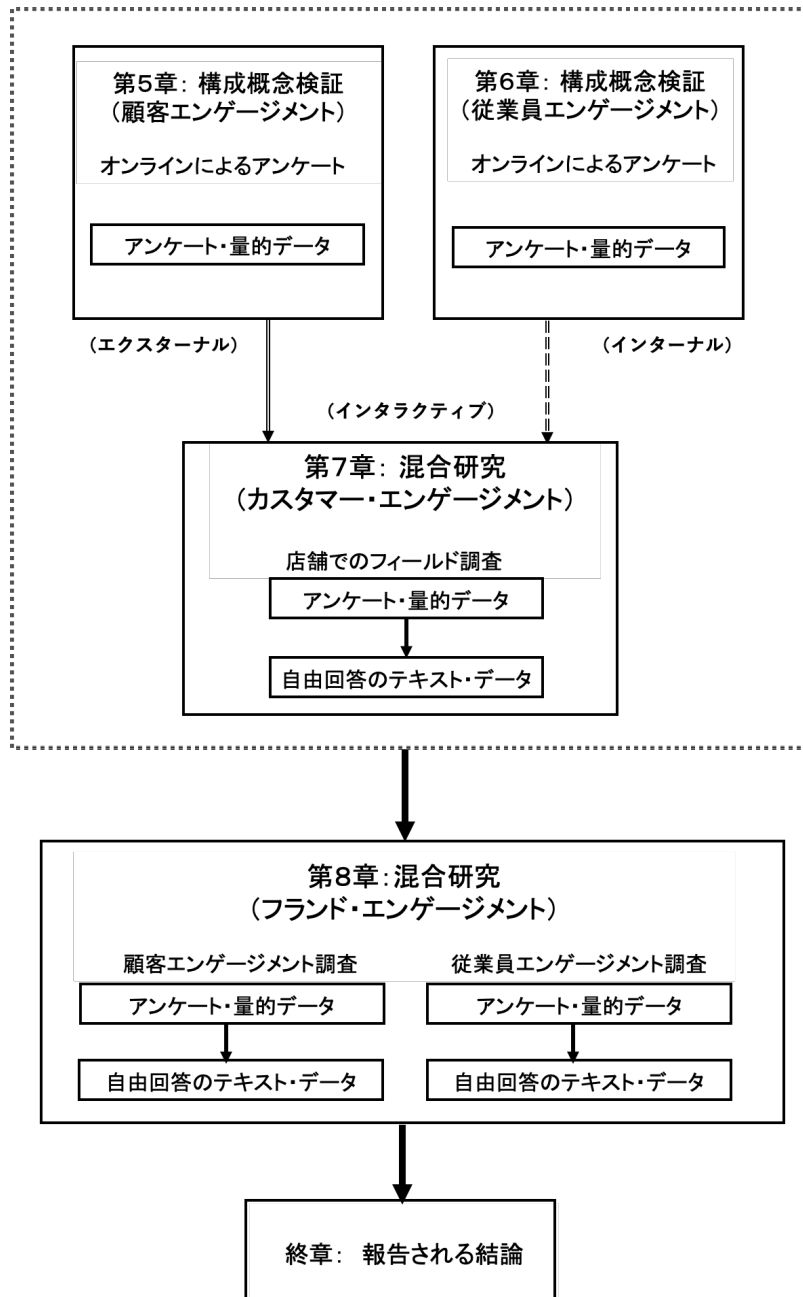 第5章：構成概念検証
（顧客エンゲージメント）
オンラインによるアンケート
アンケート・量的データ
第6章：構成概念検証
（従業員エンゲージメント）
オンラインによるアンケート
アンケート・量的データ
（エクスターナル）
（インターナル）
（インタラクティブ）
第7章：混合研究
（カスタマー・エンゲージメント）
店舗でのフィールド調査
アンケート・量的データ
自由回答のテキスト・データ
第8章：混合研究
（フランド・エンゲージメント）
顧客エンゲージメント調査
アンケート・量的データ
自由回答のテキスト・データ
従業員エンゲージメント調査
アンケート・量的データ
自由回答のテキスト・データ
終章：　報告される結論